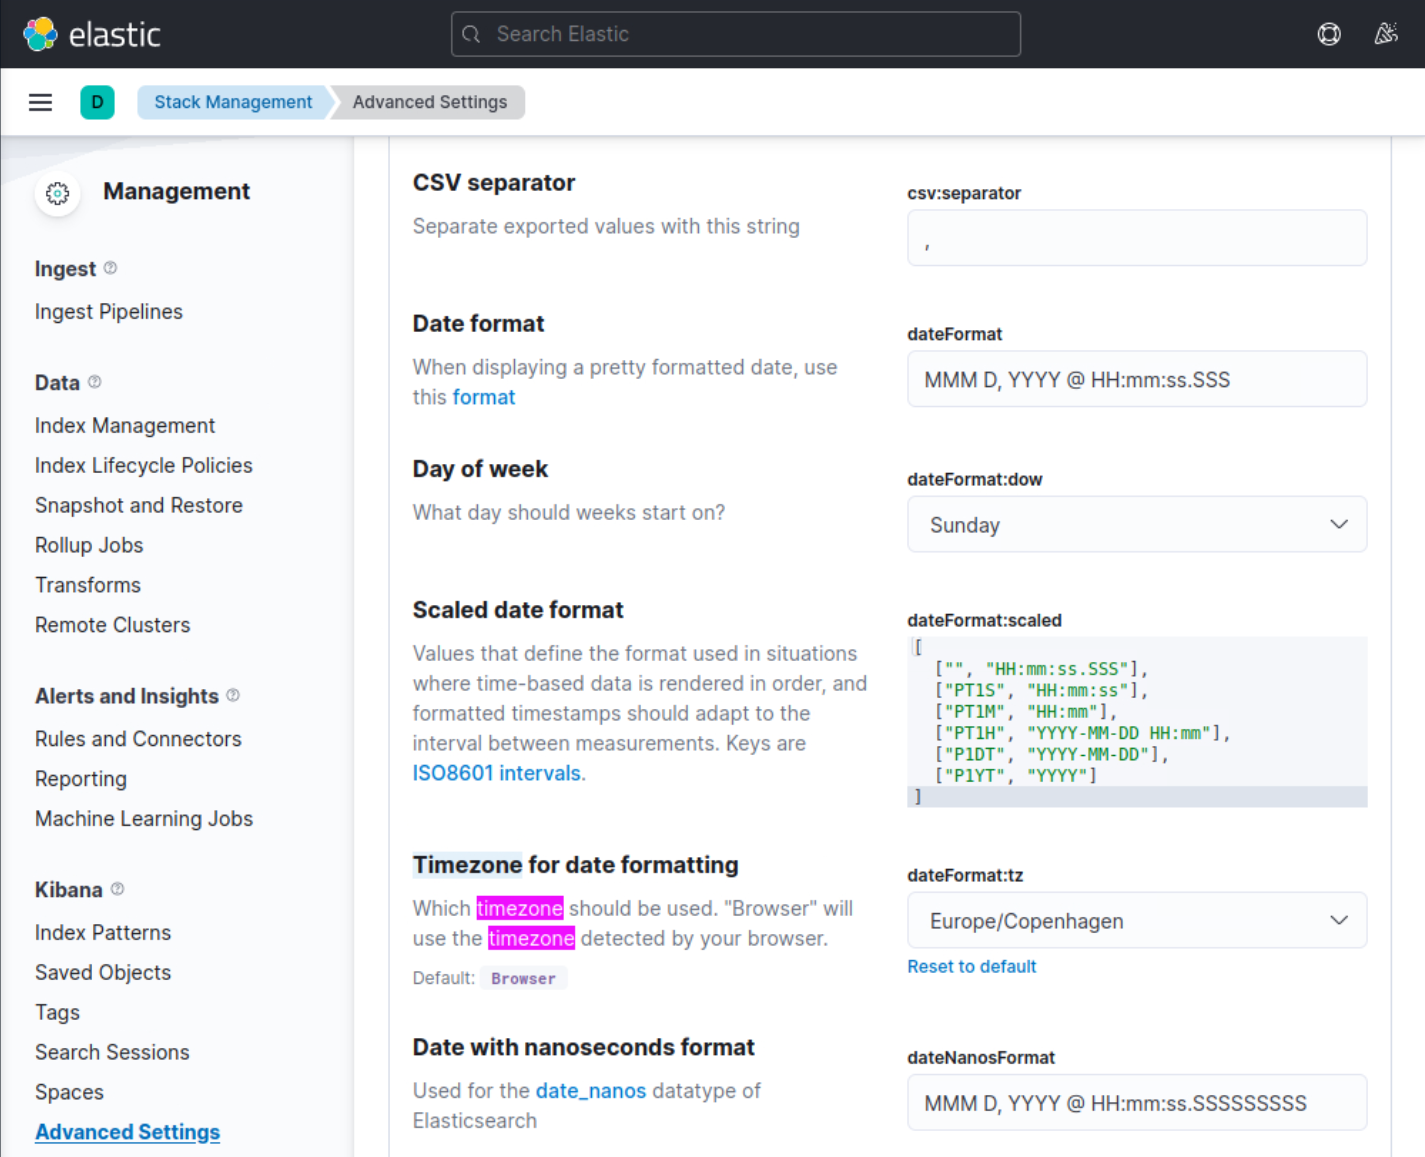 elastic
Search Elastic
D
Stack Management
Advanced Settings
Management
Ingest
Ingest Pipelines
Data
Index Management
Index Lifecycle Policies
Snapshot and Restore
Rollup Jobs
Transforms
Remote Clusters
Alerts and Insights
Rules and Connectors
Reporting
Machine Learning Jobs
Kibana
Index Patterns
Saved Objects
Tags
Search Sessions
Spaces
Advanced Settings
CSV separator
Separate exported values with this string
csv:separator
,
Date format
When displaying a pretty formatted date, use
this format
dateFormat
MMM D, YYYY @ HH:mm:ss.SSS
Day of week
What day should weeks start on?
dateFormat:dow
Sunday
Scaled date format
Values that define the format used in situations
where time-based data is rendered in order, and
formatted timestamps should adapt to the
interval between measurements. Keys are
ISO8601 intervals.
dateFormat:scaled
[
["", "HH:mm:ss.SSS"],
["PT1S", "HH:mm:ss"],
["PT1M", "HH:mm"],
["PT1H", "YYYY-MM-DD HH:mm"],
["P1DT", "YYYY-MM-DD"],
["P1YT", "YYYY"]
]
Timezone for date formatting
Which timezone should be used. "Browser" will
use the timezone detected by your browser.
Default: Browser
dateFormat:tz
Europe/Copenhagen
Reset to default
Date with nanoseconds format
Used for the date_nanos datatype of
Elasticsearch
dateNanosFormat
MMM D, YYYY @ HH:mm:ss.SSSSSSSSS